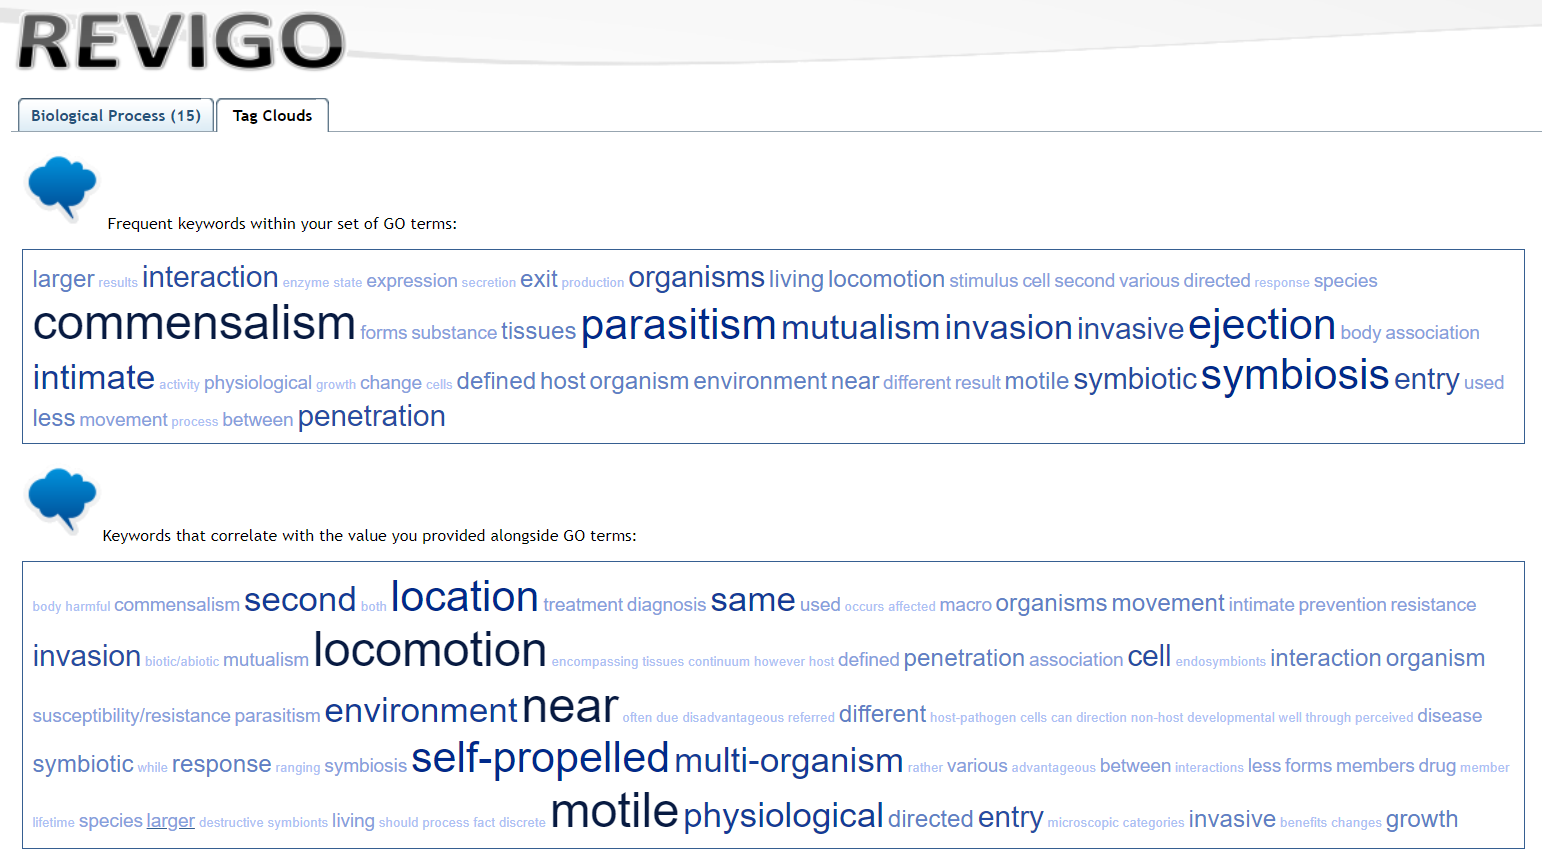 REVIGO
Biological Process (15) Tag Clouds
Frequent keywords within your set of GO terms:
larger results interaction enzyme state expression secretion exit production organisms living locomotion stimulus cell second various directed response species
commensalism forms substance tissues parasitism mutualism invasion invasive ejection body association
intimate activity physiological growth change cells defined host organism environment near different result motile symbiotic symbiosis entry used
less movement process between penetration
Keywords that correlate with the value you provided alongside GO terms:
body harmful commensalism second both location treatment diagnosis same used occurs affected macro organisms movement intimate prevention resistance
invasion biotic/abiotic mutualism locomotion encompassing tissues continuum however host defined penetration association cell endosymbionts interaction organism
susceptibility/resistance parasitism environment near often due disadvantageous referred different host-pathogen cells can direction non-host developmental well through perceived disease
symbiotic while response ranging symbiosis self-propelled multi-organism rather various advantageous between interactions less forms members drug member
lifetime species larger destructive symbionts living should process fact discrete motile physiological directed entry microscopic categories invasive benefits changes growth